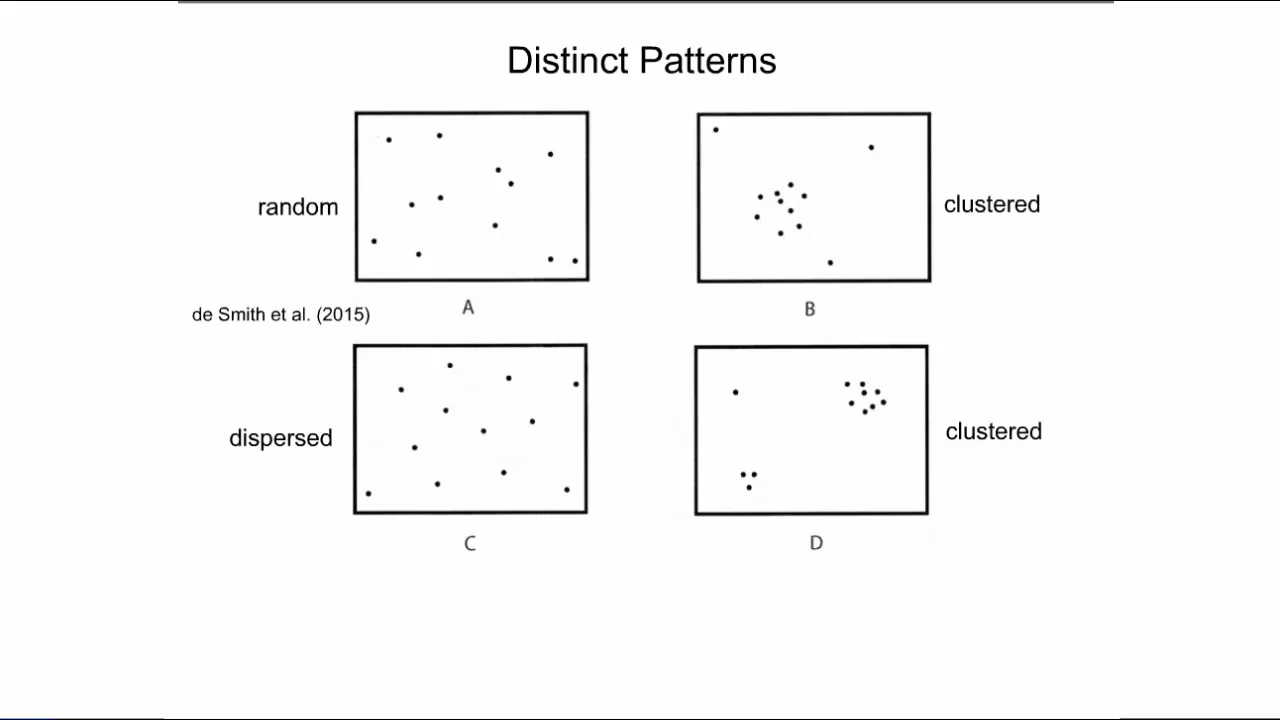 Distinct Patterns
random
clustered
A
B
de Smith et al. (2015)
dispersed
clustered
C
D